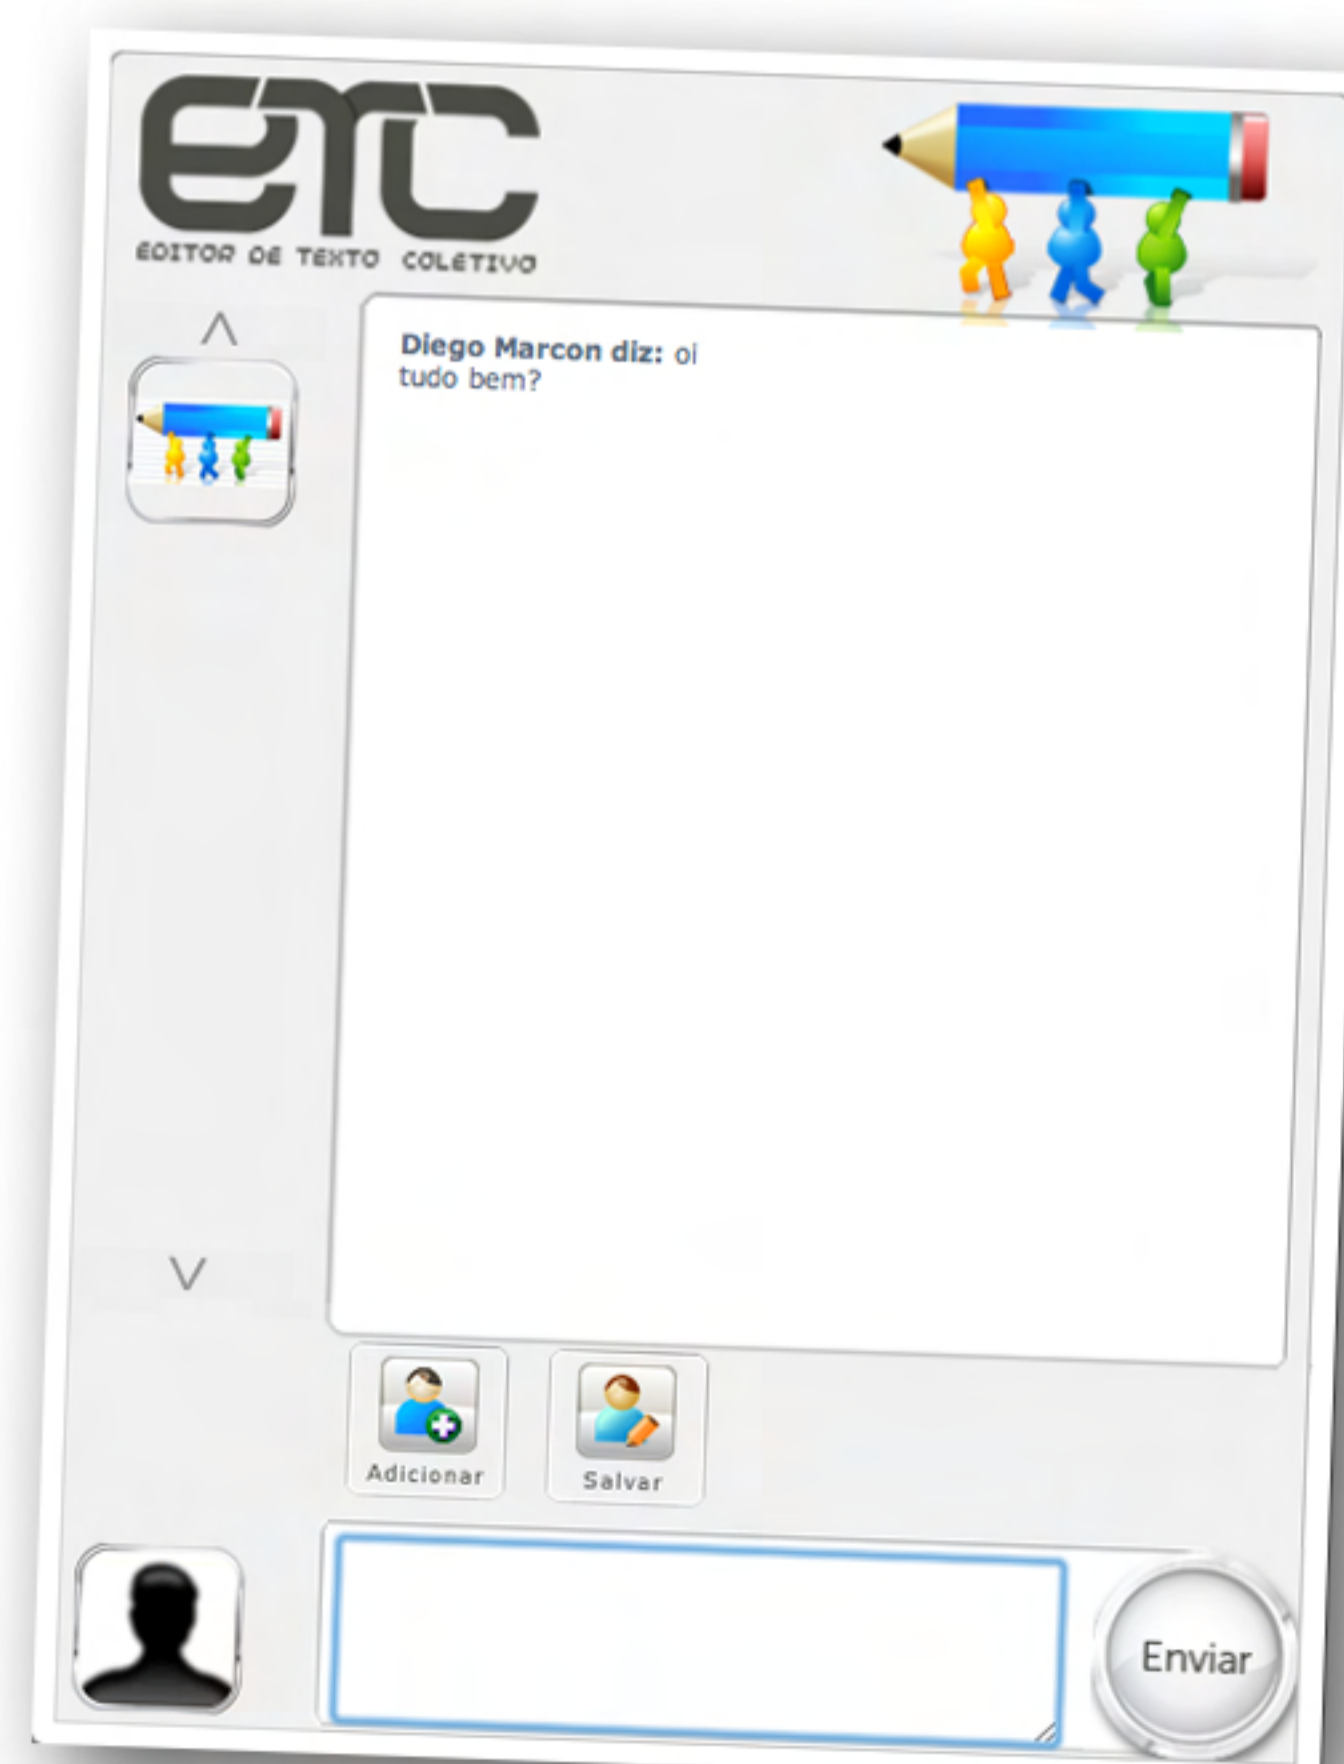 ETC
EDITOR DE TEXTO COLETIVO
Diego Marcon diz: oi
tudo bem?
Adicionar
Salvar
Enviar